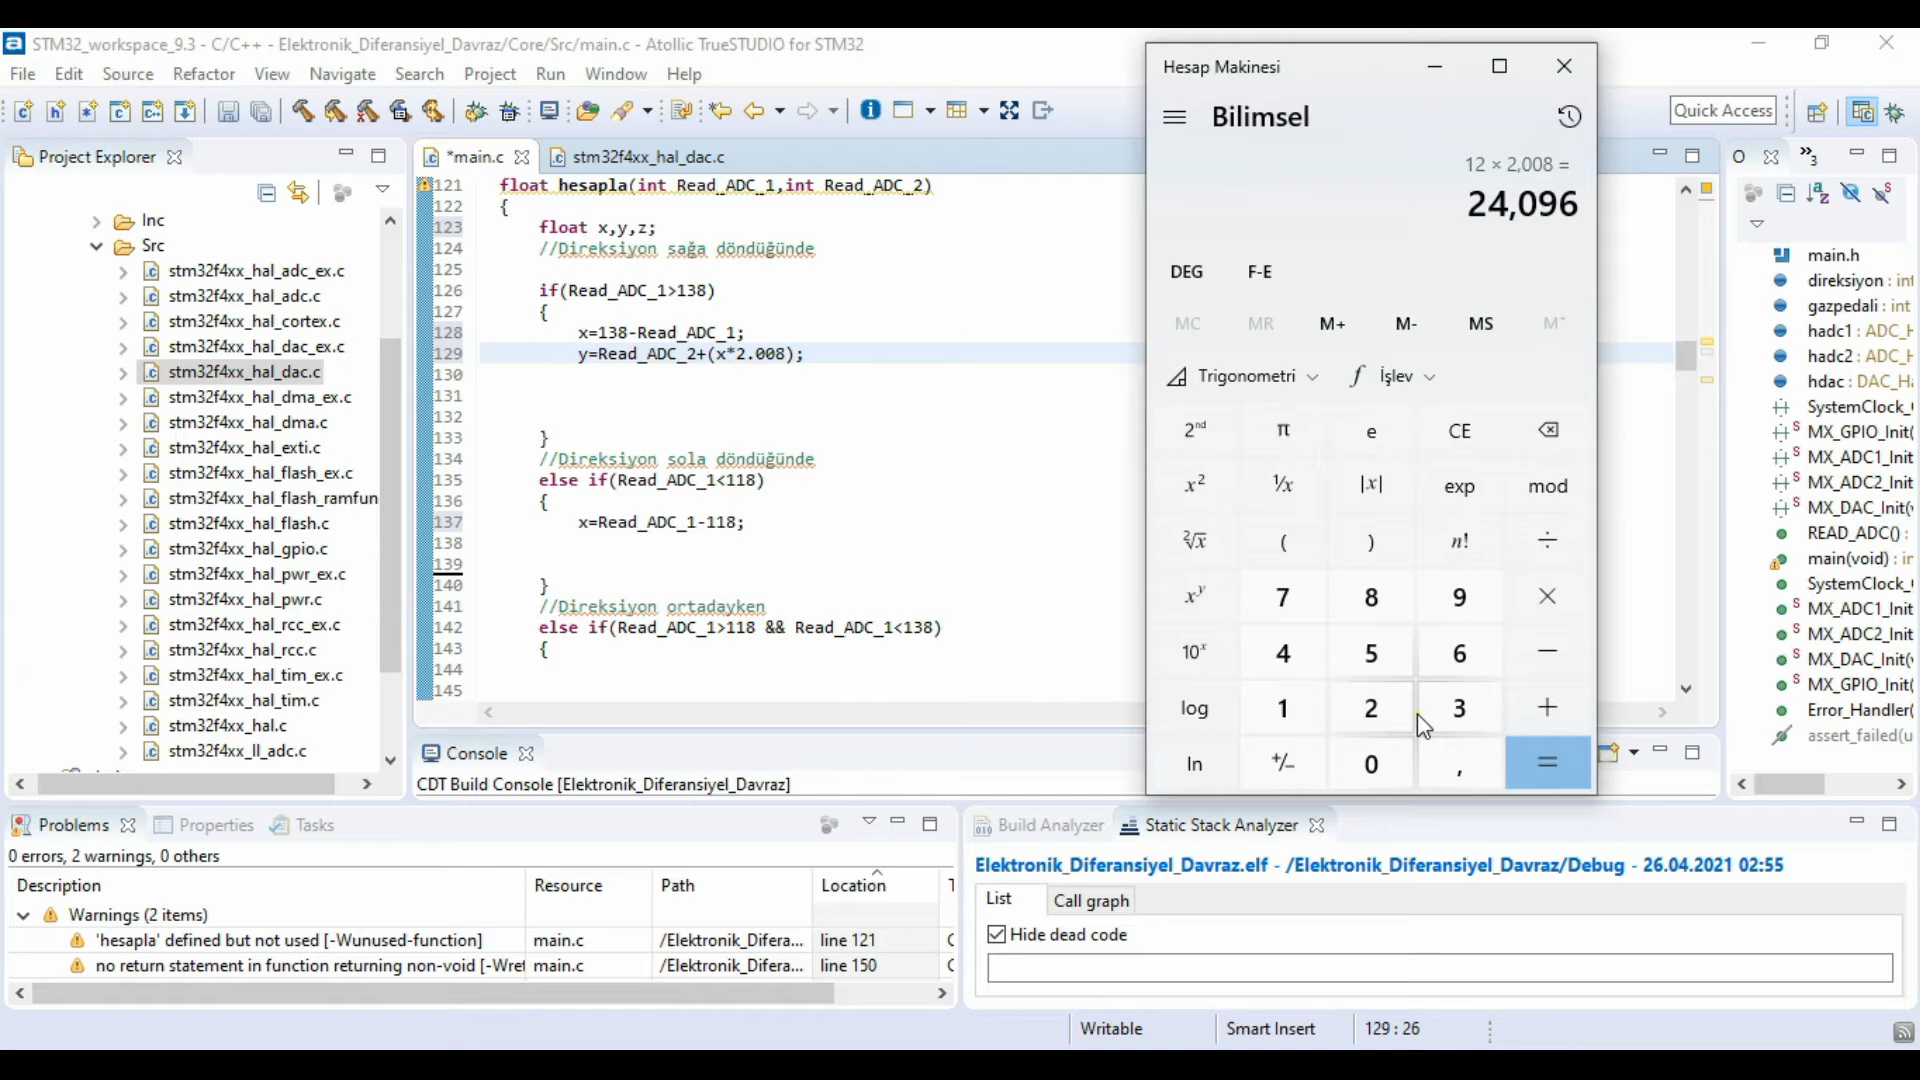 STM32_workspace_9.3 - C/C++ - Elektronik_Diferansiyel_Davraz/Core/Src/main.c - Atollic TrueSTUDIO for STM32
File Edit Source Refactor View Navigate Search Project Run Window Help
Quick Access
Project Explorer
Inc
Src
stm32f4xx_hal_adc_ex.c
stm32f4xx_hal_adc.c
stm32f4xx_hal_cortex.c
stm32f4xx_hal_dac_ex.c
stm32f4xx_hal_dac.c
stm32f4xx_hal_dma_ex.c
stm32f4xx_hal_dma.c
stm32f4xx_hal_exti.c
stm32f4xx_hal_flash_ex.c
stm32f4xx_hal_flash_ramfun
stm32f4xx_hal_flash.c
stm32f4xx_hal_gpio.c
stm32f4xx_hal_pwr_ex.c
stm32f4xx_hal_pwr.c
stm32f4xx_hal_rcc_ex.c
stm32f4xx_hal_rcc.c
stm32f4xx_hal_tim_ex.c
stm32f4xx_hal_tim.c
stm32f4xx_hal.c
stm32f4xx_ll_adc.c
*main.c stm32f4xx_hal_dac.c
121 float hesapla(int Read_ADC_1,int Read_ADC_2)
122 {
123 float x,y,z;
124 //Direksiyon sağa döndüğünde
125
126 if(Read_ADC_1>138)
127 {
128 x=138-Read_ADC_1;
129 y=Read_ADC_2+(x*2.008);
130
131
132
133 }
134 //Direksiyon sola döndüğünde
135 else if(Read_ADC_1<118)
136 {
137 x=Read_ADC_1-118;
138
139
140 }
141 //Direksiyon ortadayken
142 else if(Read_ADC_1>118 && Read_ADC_1<138)
143 {
144
145
Hesap Makinesi
Bilimsel
12 × 2,008 =
24,096
DEG F-E
MC MR M+ M- MS M˅
Trigonometri f İşlev
2nd π e CE
x² ¹/x |x| exp mod
²√x ( ) n! ÷
xʸ 7 8 9 ×
10ˣ 4 5 6 −
log 1 2 3 +
ln +/− 0 , =
O »3
main.h
direksiyon : int
gazpedali : int
hadc1 : ADC_H
hadc2 : ADC_H
hdac : DAC_Ha
SystemClock_
MX_GPIO_Init(
MX_ADC1_Init
MX_ADC2_Init
MX_DAC_Init(v
READ_ADC() :
main(void) : in
SystemClock_
MX_ADC1_Init
MX_ADC2_Init
MX_DAC_Init(v
MX_GPIO_Init(
Error_Handler(
assert_failed(u
Console
CDT Build Console [Elektronik_Diferansiyel_Davraz]
Problems Properties Tasks
0 errors, 2 warnings, 0 others
Description Resource Path Location T
Warnings (2 items)
'hesapla' defined but not used [-Wunused-function] main.c /Elektronik_Difera... line 121 C
no return statement in function returning non-void [-Wret main.c /Elektronik_Difera... line 150 C
Build Analyzer Static Stack Analyzer
Elektronik_Diferansiyel_Davraz.elf - /Elektronik_Diferansiyel_Davraz/Debug - 26.04.2021 02:55
List Call graph
Hide dead code
Writable Smart Insert 129 : 26